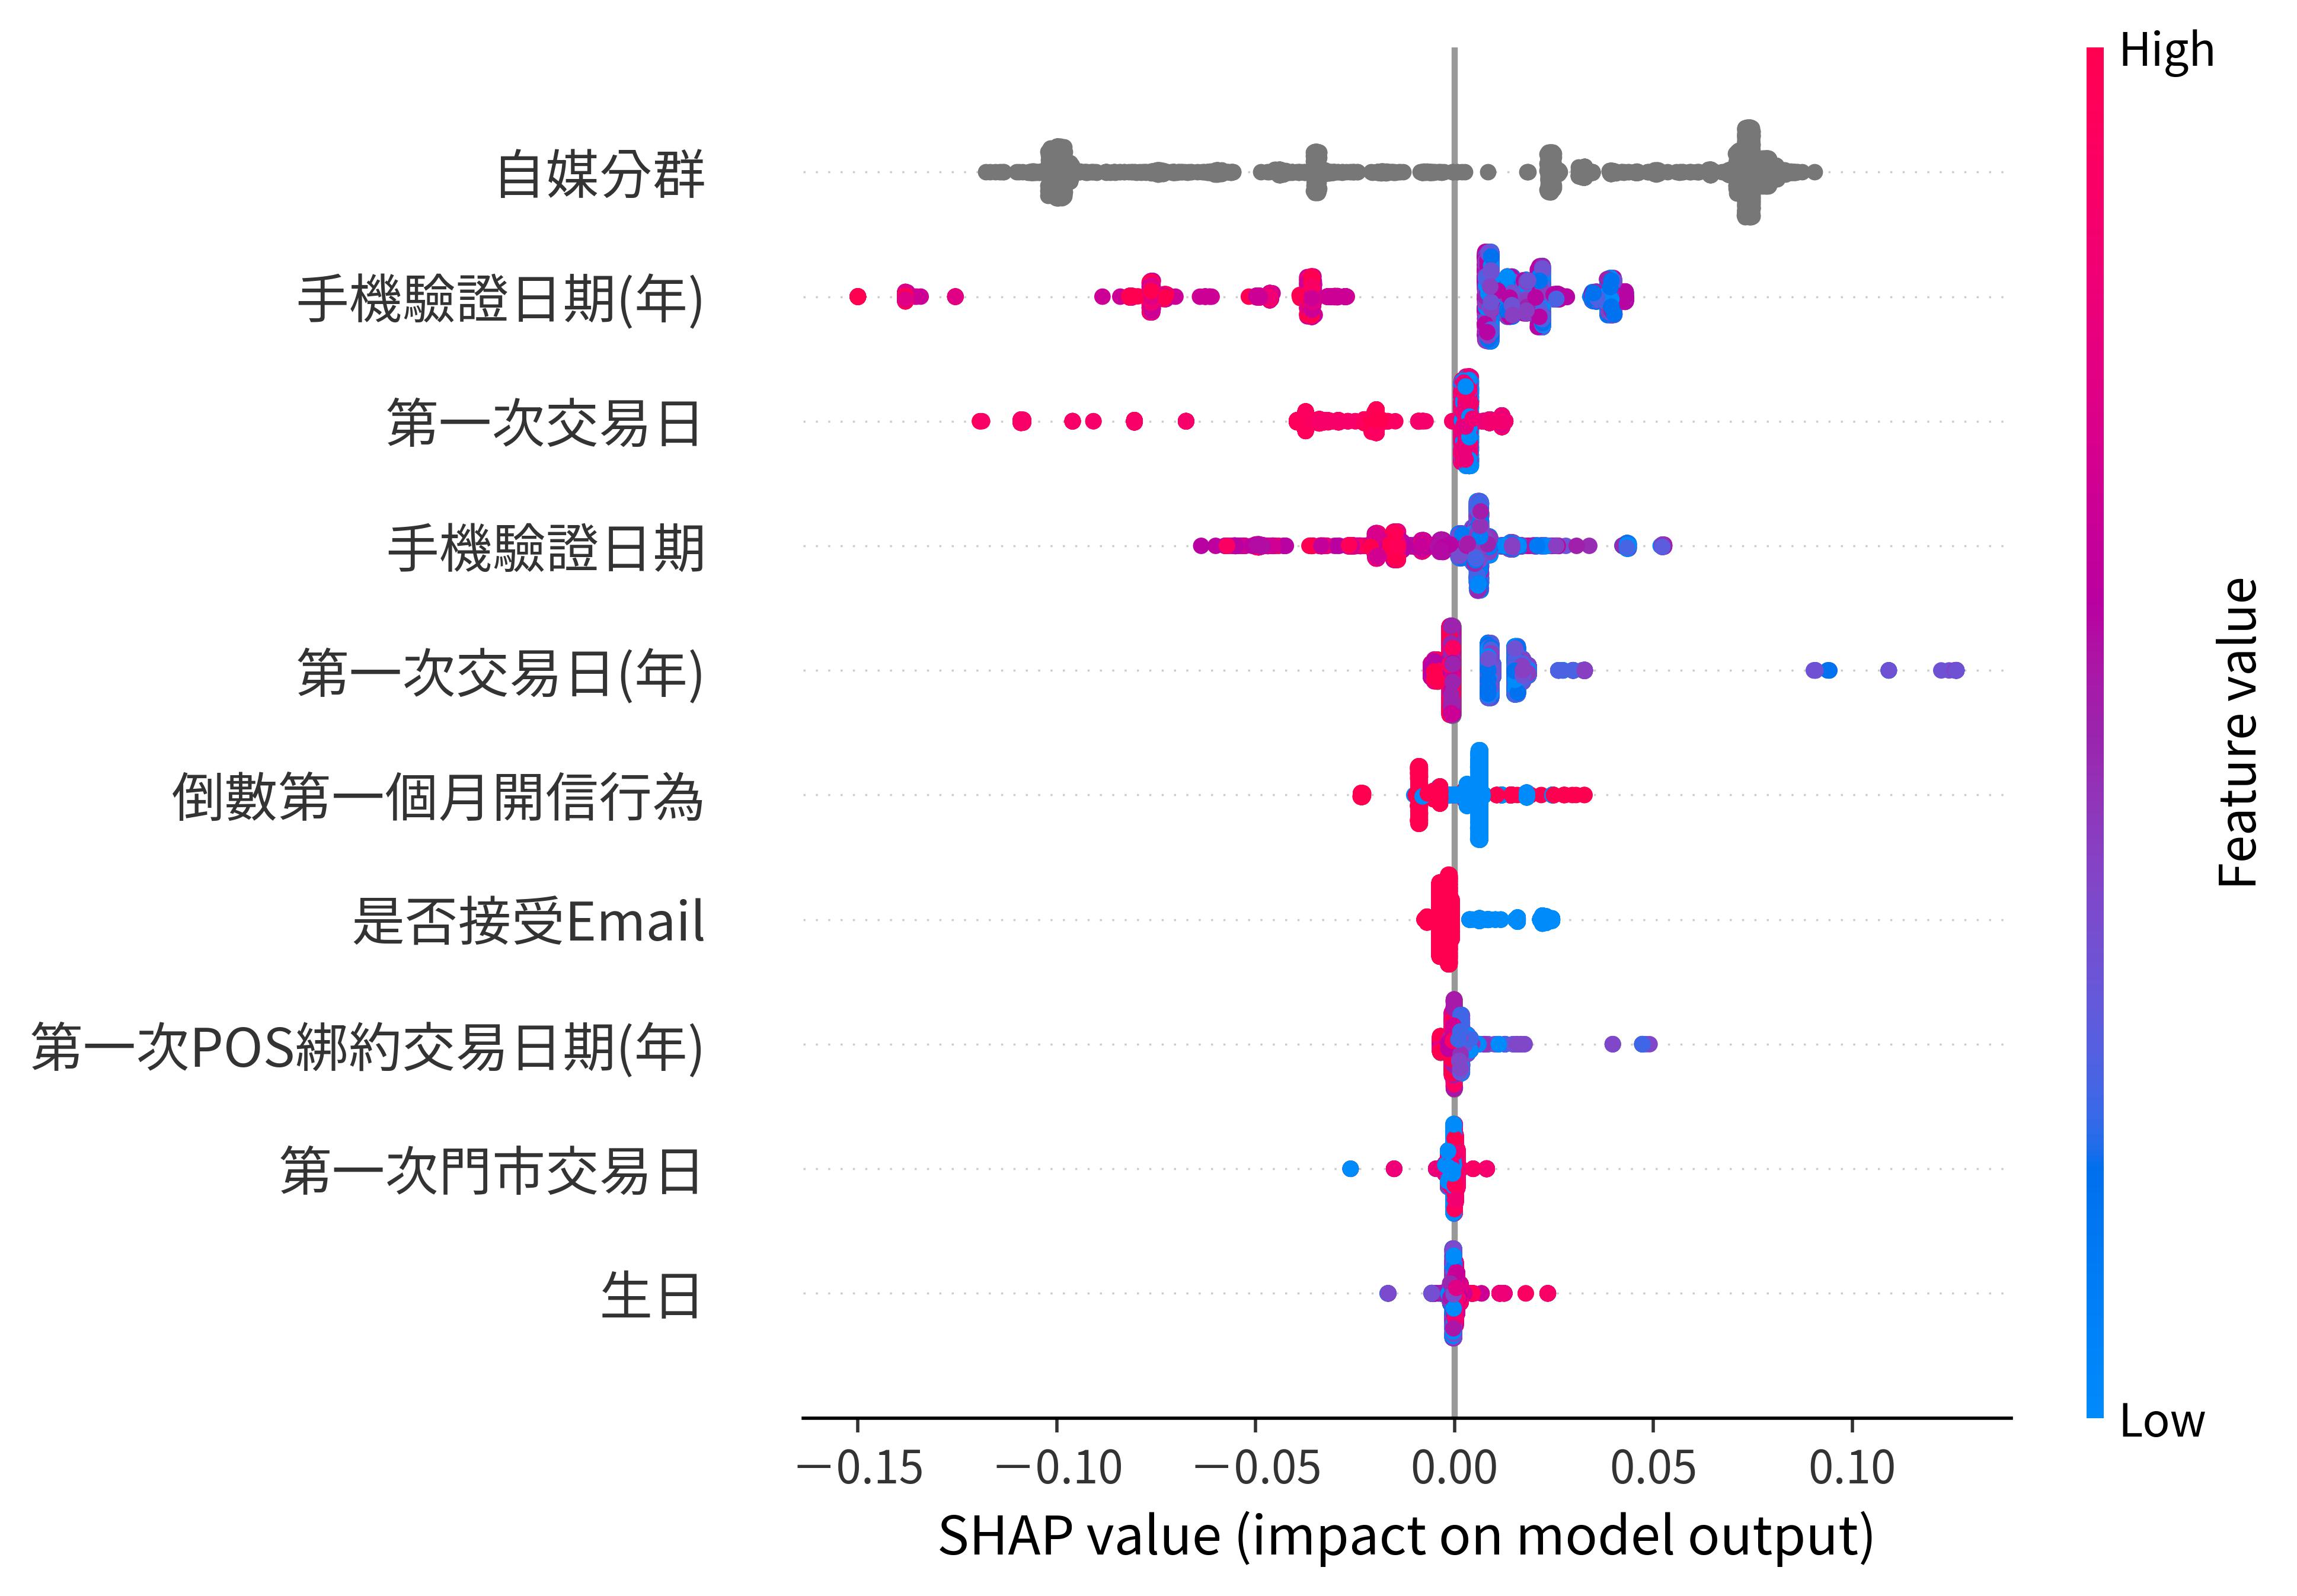 High
自媒分群
手機驗證日期(年)
第一次交易日
手機驗證日期
第一次交易日(年)
倒數第一個月開信行為
是否接受Email
第一次POS綁約交易日期(年)
第一次門市交易日
生日
Feature value
Low
−0.15 −0.10 −0.05 0.00 0.05 0.10
SHAP value (impact on model output)